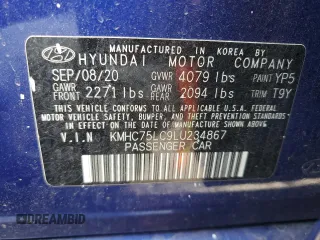 MANUFACTURED IN KOREA BY
HYUNDAI MOTOR COMPANY
SEP/08/20 GVWR 4079 lbs PAINT YP5
GAWR FRONT 2271 lbs GAWR REAR 2094 lbs TRIM T9Y
THIS VEHICLE CONFORMS TO ALL APPLICABLE U.S.A FEDERAL
MOTOR VEHICLE SAFETY, BUMPER, AND THEFT PREVENTION STANDARDS
IN EFFECT ON THE DATE OF MANUFACTURE SHOWN ABOVE
V.I.N KMHC75LC9LU234867
PASSENGER CAR
CLEARBID